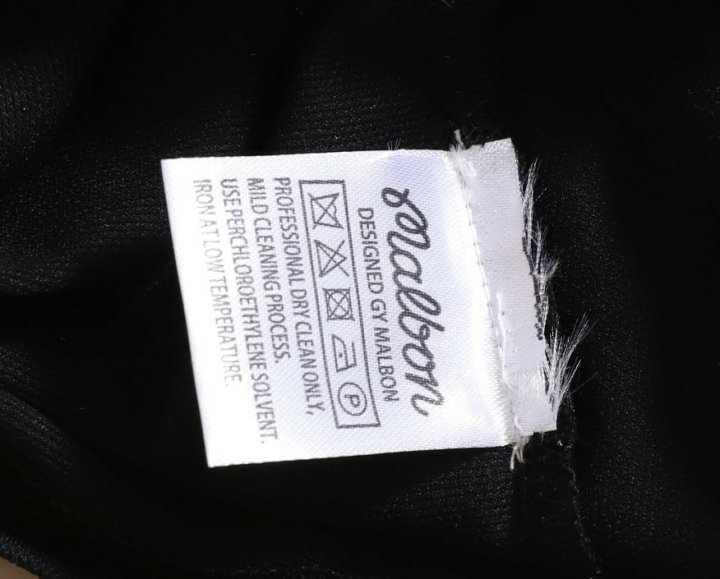 malbon
DESIGNED GY MALBON
P
PROFESSIONAL DRY CLEAN ONLY,
MILD CLEANING PROCESS.
USE PERCHLOROETHYLENE SOLVENT.
IRON AT LOW TEMPERATURE.